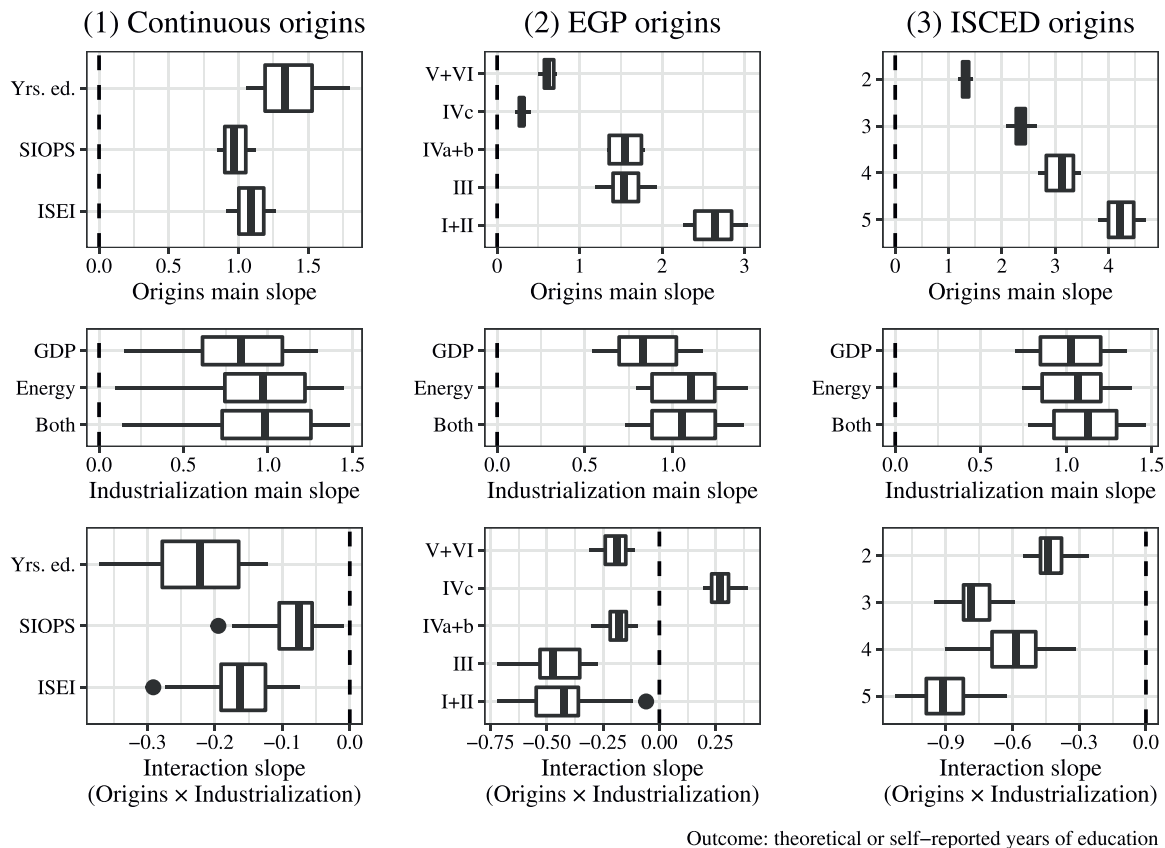 (1) Continuous origins
(2) EGP origins
(3) ISCED origins
Yrs. ed.
SIOPS
ISEI
0.0 0.5 1.0 1.5
Origins main slope
V+VI
IVc
IVa+b
III
I+II
0 1 2 3
Origins main slope
2
3
4
5
0 1 2 3 4
Origins main slope
GDP
Energy
Both
0.0 0.5 1.0 1.5
Industrialization main slope
GDP
Energy
Both
0.0 0.5 1.0
Industrialization main slope
GDP
Energy
Both
0.0 0.5 1.0 1.5
Industrialization main slope
Yrs. ed.
SIOPS
ISEI
−0.3 −0.2 −0.1 0.0
Interaction slope
(Origins × Industrialization)
V+VI
IVc
IVa+b
III
I+II
−0.75 −0.50 −0.25 0.00 0.25
Interaction slope
(Origins × Industrialization)
2
3
4
5
−0.9 −0.6 −0.3 0.0
Interaction slope
(Origins × Industrialization)
Outcome: theoretical or self−reported years of education